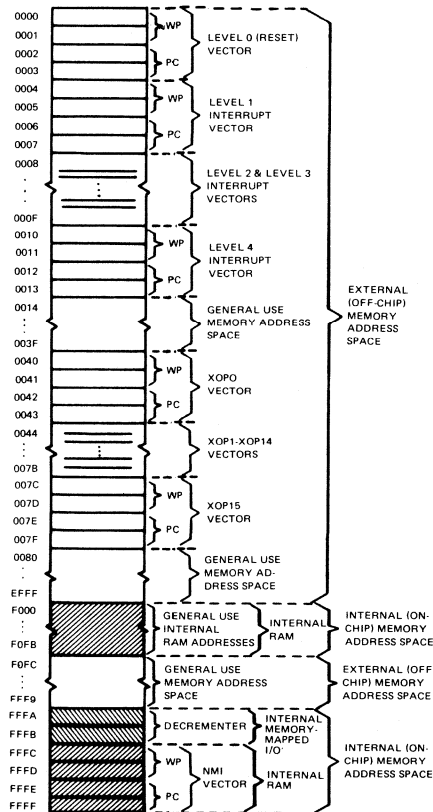 0000
0001
WP
0002
0003
PC
LEVEL 0 (RESET)
VECTOR
0004
0005
WP
0006
0007
PC
LEVEL 1
INTERRUPT
VECTOR
0008
000F
LEVEL 2 & LEVEL 3
INTERRUPT
VECTORS
0010
0011
WP
0012
0013
PC
LEVEL 4
INTERRUPT
VECTOR
0014
003F
GENERAL USE
MEMORY ADDRESS
SPACE
EXTERNAL
(OFF-CHIP)
MEMORY
ADDRESS
SPACE
0040
0041
WP
0042
0043
PC
XOP0
VECTOR
0044
007B
XOP1-XOP14
VECTORS
007C
007D
WP
007E
007F
PC
XOP15
VECTOR
0080
EFFF
GENERAL USE
MEMORY AD-
DRESS SPACE
F000
F0FB
GENERAL USE
INTERNAL
RAM ADDRESSES
INTERNAL
RAM
INTERNAL (ON-
CHIP) MEMORY
ADDRESS SPACE
F0FC
FFF9
GENERAL USE
MEMORY ADDRESS
SPACE
EXTERNAL (OFF
CHIP) MEMORY
ADDRESS SPACE
FFFA
FFFB
DECREMENTER
INTERNAL
MEMORY-
MAPPED
I/O
FFFC
FFFD
WP
FFFE
FFFF
PC
NMI
VECTOR
INTERNAL
RAM
INTERNAL (ON-
CHIP) MEMORY
ADDRESS SPACE